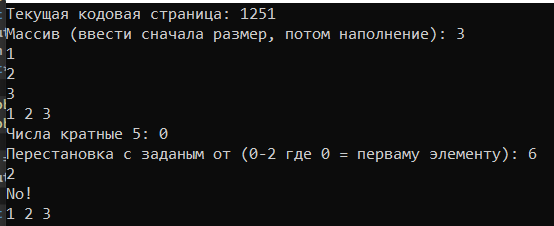 Текущая кодовая страница: 1251
Массив (ввести сначала размер, потом наполнение): 3
1
2
3
1 2 3
Числа кратные 5: 0
Перестановка с заданым от (0-2 где 0 = перваму элементу): 6
2
No!
1 2 3